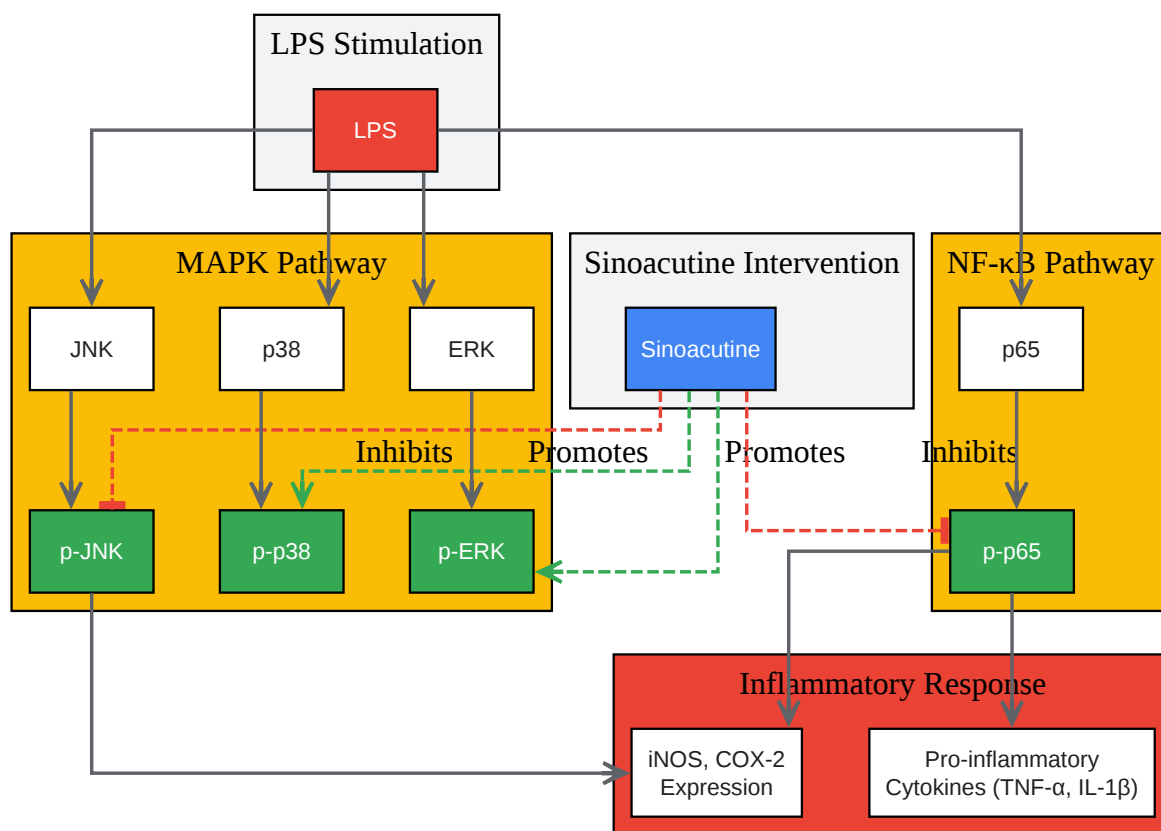 LPS Stimulation
LPS
MAPK Pathway
Sinoacutine Intervention
NF-κB Pathway
JNK
p38
ERK
Sinoacutine
p65
Inhibits
Promotes
Promotes
Inhibits
p-JNK
p-p38
p-ERK
p-p65
Inflammatory Response
iNOS, COX-2
Expression
Pro-inflammatory
Cytokines (TNF-α, IL-1β)